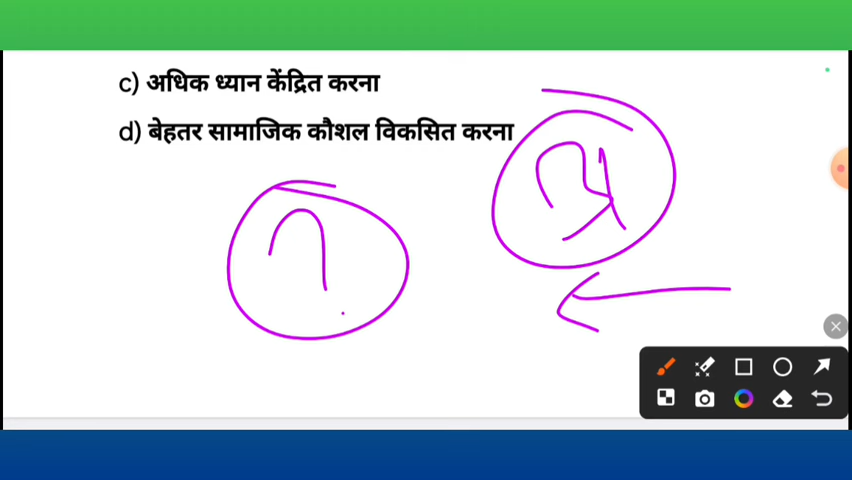 c) अधिक ध्यान केंद्रित करना
d) बेहतर सामाजिक कौशल विकसित करना